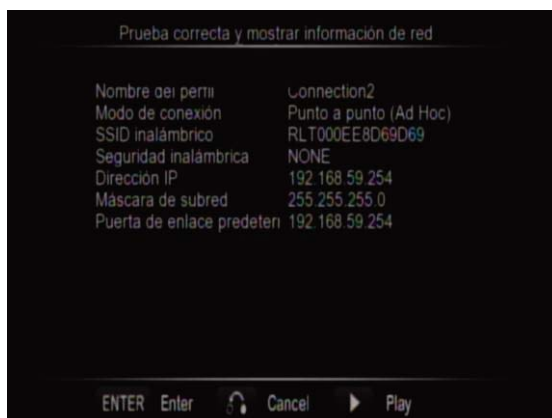 Prueba correcta y mostrar información de red
Nombre del perfil Connection2
Modo de conexión Punto a punto (Ad Hoc)
SSID inalámbrico RLT000EE8D69D69
Seguridad inalámbrica NONE
Dirección IP 192.168.59.254
Máscara de subred 255.255.255.0
Puerta de enlace predeteri 192.168.59.254
ENTER Enter Cancel Play